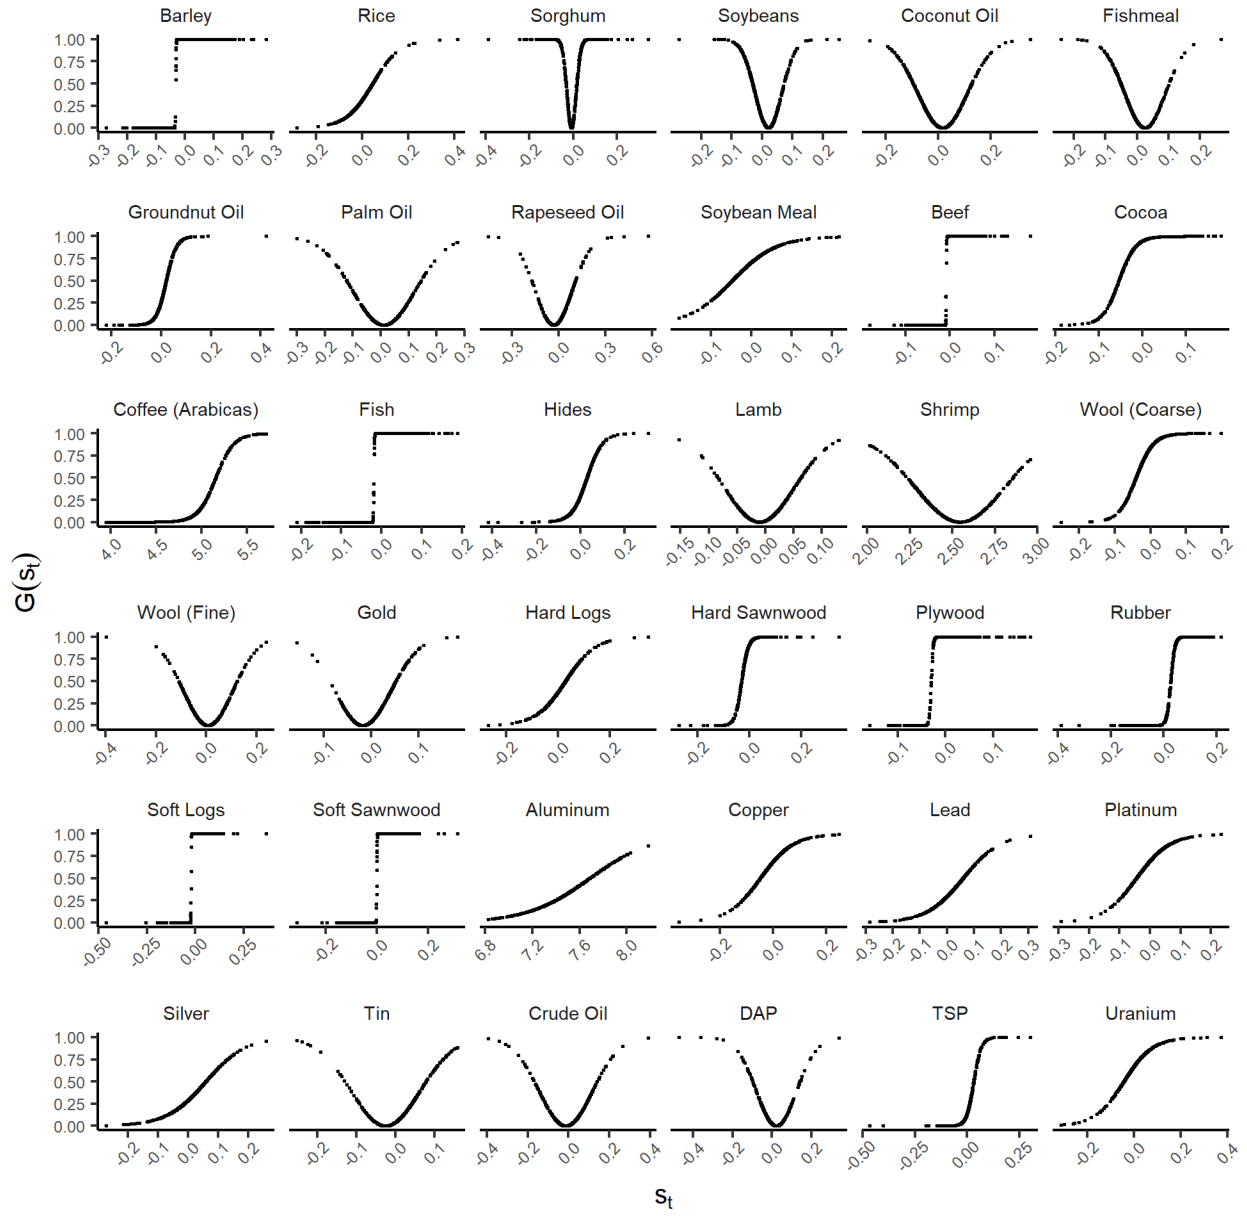 Barley Rice Sorghum Soybeans Coconut Oil Fishmeal
1.00
0.75
0.50
0.25
0.00
-0.3 -0.2 -0.1 0.0 0.1 0.2 0.3 -0.2 0.0 0.2 0.4 -0.4 -0.2 0.0 0.2 -0.2 -0.1 0.0 0.1 0.2 -0.2 0.0 0.2 -0.2 -0.1 0.0 0.1 0.2
Groundnut Oil Palm Oil Rapeseed Oil Soybean Meal Beef Cocoa
1.00
0.75
0.50
0.25
0.00
-0.2 0.0 0.2 0.4 -0.3 -0.2 -0.1 0.0 0.1 0.2 0.3 -0.3 0.0 0.3 0.6 -0.1 0.0 0.1 0.2 -0.1 0.0 0.1 -0.2 -0.1 0.0 0.1
Coffee (Arabicas) Fish Hides Lamb Shrimp Wool (Coarse)
1.00
0.75
0.50
0.25
0.00
4.0 4.5 5.0 5.5 -0.2 -0.1 0.0 0.1 0.2 -0.4 -0.2 0.0 0.2 -0.15 -0.10 -0.05 0.00 0.05 0.10 2.00 2.25 2.50 2.75 3.00 -0.2 -0.1 0.0 0.1 0.2
G(st)
Wool (Fine) Gold Hard Logs Hard Sawnwood Plywood Rubber
1.00
0.75
0.50
0.25
0.00
-0.4 -0.2 0.0 0.2 -0.1 0.0 0.1 -0.2 0.0 0.2 -0.2 0.0 0.2 -0.1 0.0 0.1 -0.4 -0.2 0.0 0.2
Soft Logs Soft Sawnwood Aluminum Copper Lead Platinum
1.00
0.75
0.50
0.25
0.00
-0.50 -0.25 0.00 0.25 -0.2 0.0 0.2 6.8 7.2 7.6 8.0 -0.2 0.0 0.2 -0.3 -0.2 -0.1 0.0 0.1 0.2 0.3 -0.3 -0.2 -0.1 0.0 0.1 0.2
Silver Tin Crude Oil DAP TSP Uranium
1.00
0.75
0.50
0.25
0.00
-0.2 -0.1 0.0 0.1 0.2 -0.2 -0.1 0.0 0.1 -0.4 -0.2 0.0 0.2 0.4 -0.4 -0.2 0.0 0.2 0.4 -0.50 -0.25 0.00 0.25 -0.2 0.0 0.2 0.4
st